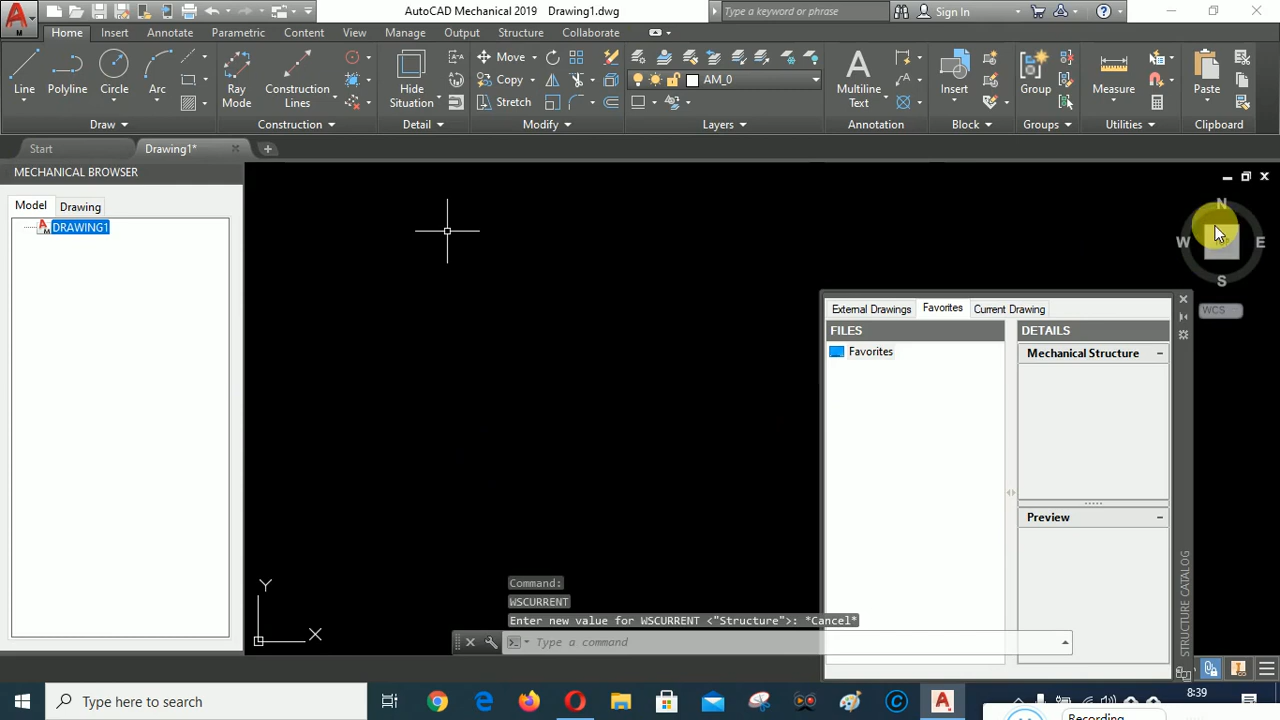 AutoCAD Mechanical 2019 Drawing1.dwg
Type a keyword or phrase
Sign In
M
Home Insert Annotate Parametric Content View Manage Output Structure Collaborate
Line Polyline Circle Arc
Ray Mode
Construction Lines
Hide Situation
Move
Copy
Stretch
AM_0
Multiline Text
Insert
Group
Measure
Paste
Draw Construction Detail Modify Layers Annotation Block Groups Utilities Clipboard
Start Drawing1*
MECHANICAL BROWSER
Model Drawing
DRAWING1
N
W E
S
WCS
External Drawings Favorites Current Drawing
FILES DETAILS
Favorites
Mechanical Structure
Preview
STRUCTURE CATALOG
Y
X
Command:
WSCURRENT
Enter new value for WSCURRENT <"Structure">: *Cancel*
Type a command
Type here to search
8:39
Recording